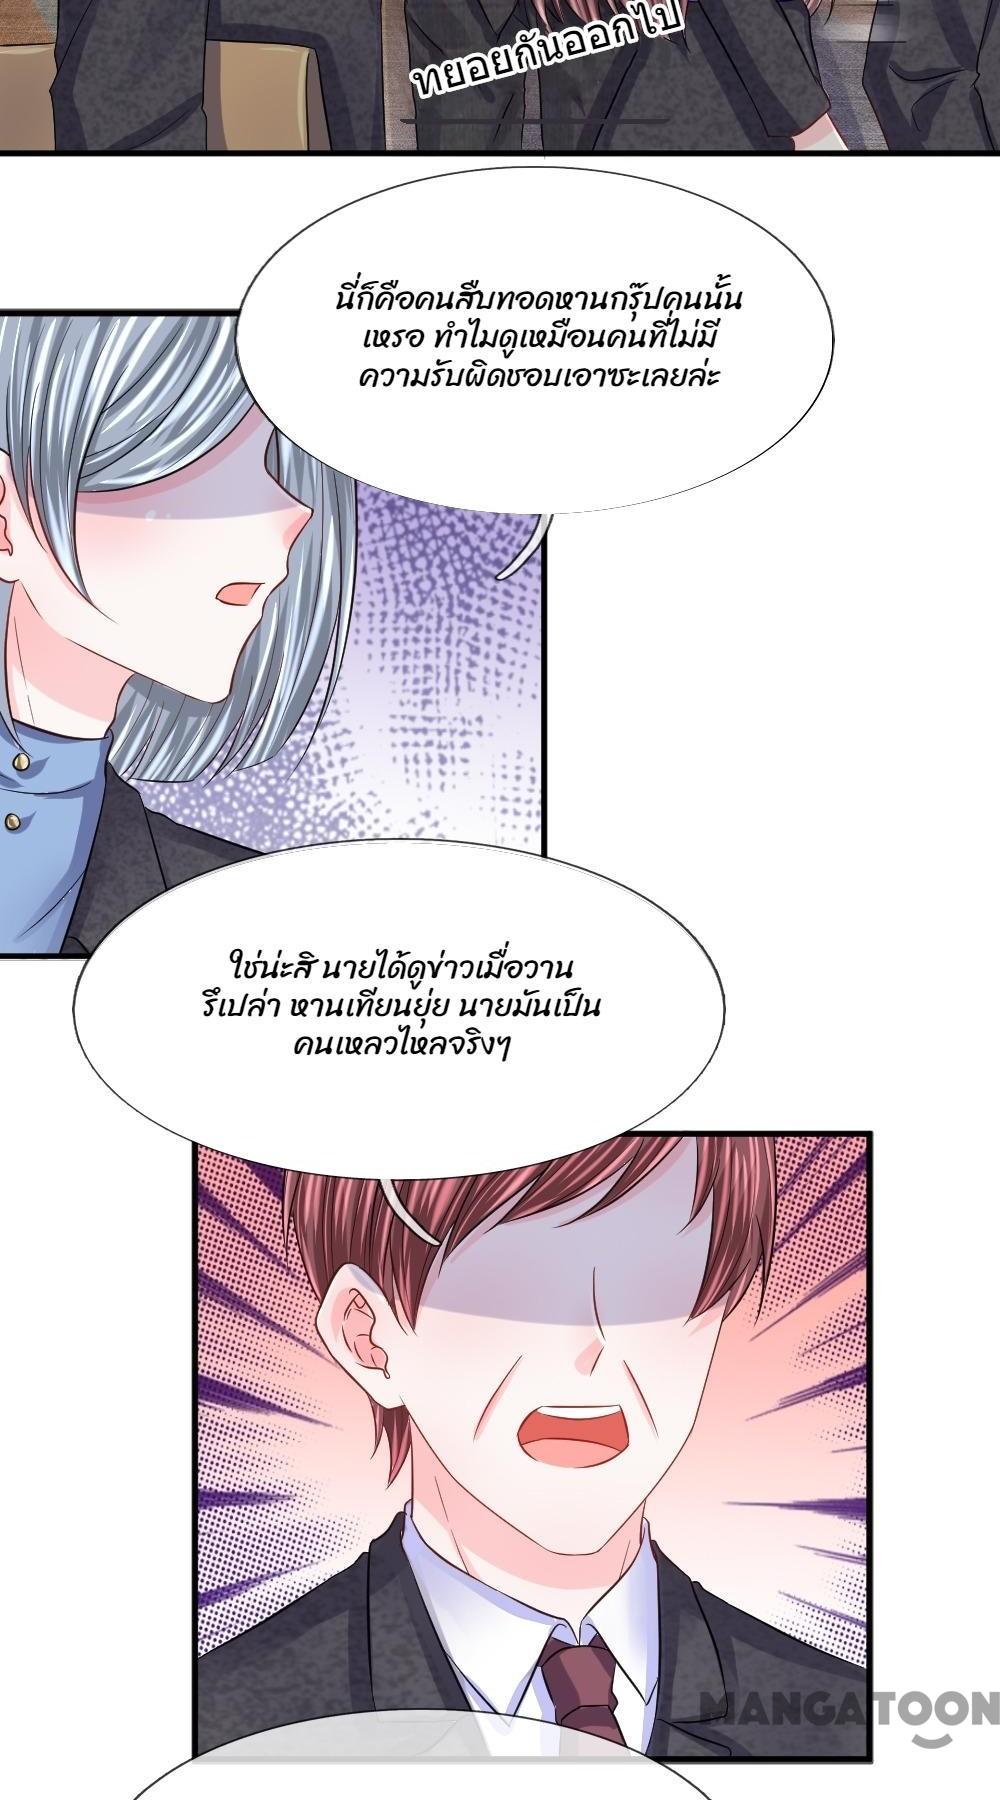 ทยอยกันออกไป
นี่ก็คือคนสืบทอดหานกรุ๊ปคนนั้น
เหรอ ทำไมดูเหมือนคนที่ไม่มี
ความรับผิดชอบเอาซะเลยล่ะ
ใช่น่ะสิ นายได้ดูข่าวเมื่อวาน
รึเปล่า หานเทียนยุ่ย นายมันเป็น
คนเหลวไหลจริงๆ
MANGATOON